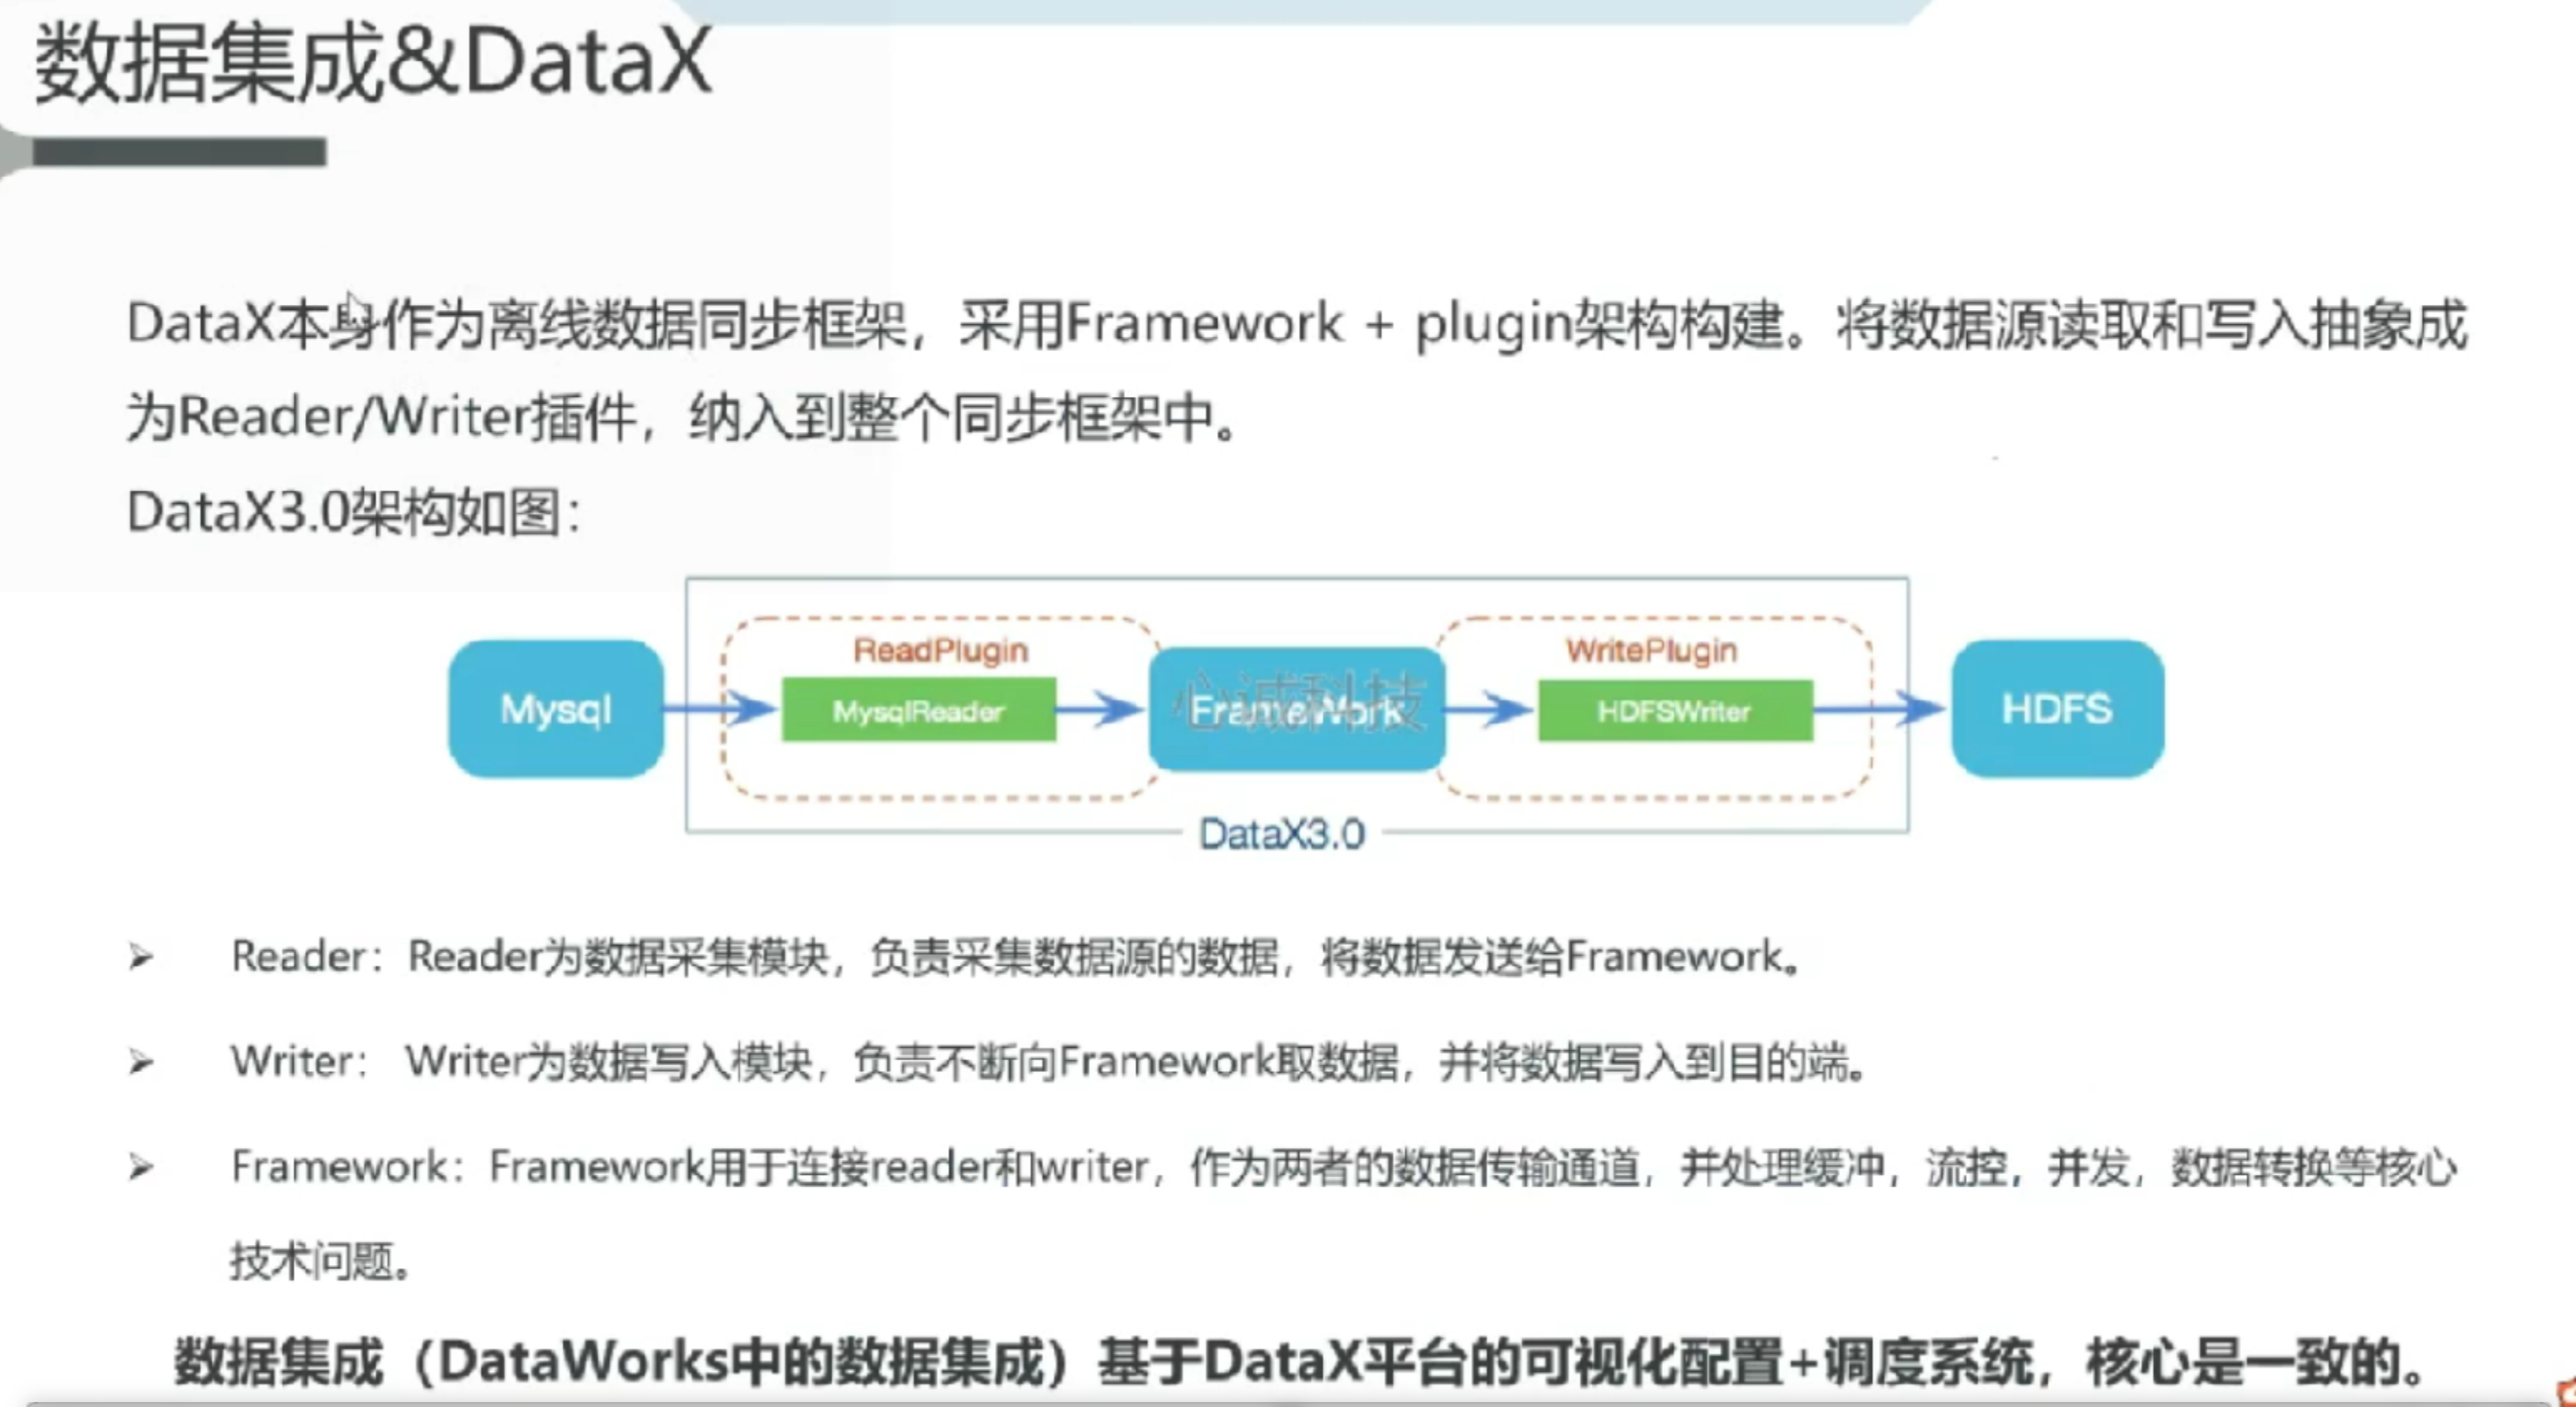 数据集成&DataX
DataX本身作为离线数据同步框架，采用Framework + plugin架构构建。将数据源读取和写入抽象成
为Reader/Writer插件，纳入到整个同步框架中。
DataX3.0架构如图：
ReadPlugin
WritePlugin
Mysql
MysqlReader
FrameWork
心诚科技
HDFSWriter
HDFS
DataX3.0
➢ Reader：Reader为数据采集模块，负责采集数据源的数据，将数据发送给Framework。
➢ Writer： Writer为数据写入模块，负责不断向Framework取数据，并将数据写入到目的端。
➢ Framework：Framework用于连接reader和writer，作为两者的数据传输通道，并处理缓冲，流控，并发，数据转换等核心
技术问题。
数据集成（DataWorks中的数据集成）基于DataX平台的可视化配置+调度系统，核心是一致的。